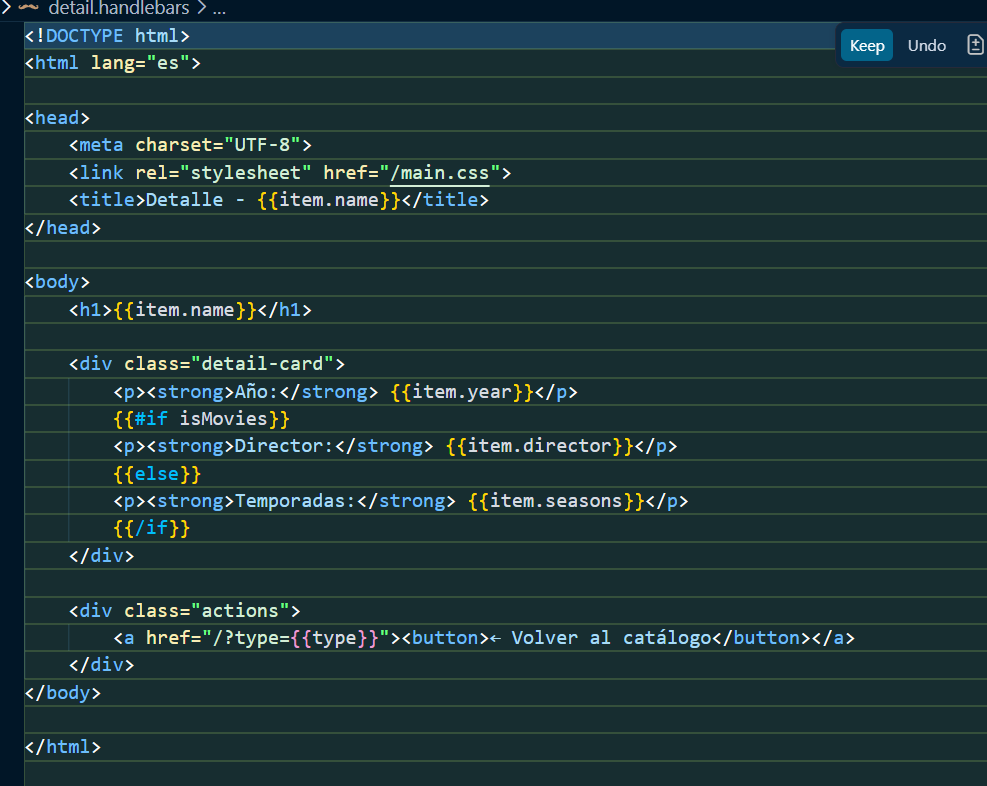 detail.handlebars > ...
<!DOCTYPE html>
Keep Undo
<html lang="es">
<head>
<meta charset="UTF-8">
<link rel="stylesheet" href="/main.css">
<title>Detalle - {{item.name}}</title>
</head>
<body>
<h1>{{item.name}}</h1>
<div class="detail-card">
<p><strong>Año:</strong> {{item.year}}</p>
{{#if isMovies}}
<p><strong>Director:</strong> {{item.director}}</p>
{{else}}
<p><strong>Temporadas:</strong> {{item.seasons}}</p>
{{/if}}
</div>
<div class="actions">
<a href="/?type={{type}}"><button>← Volver al catálogo</button></a>
</div>
</body>
</html>